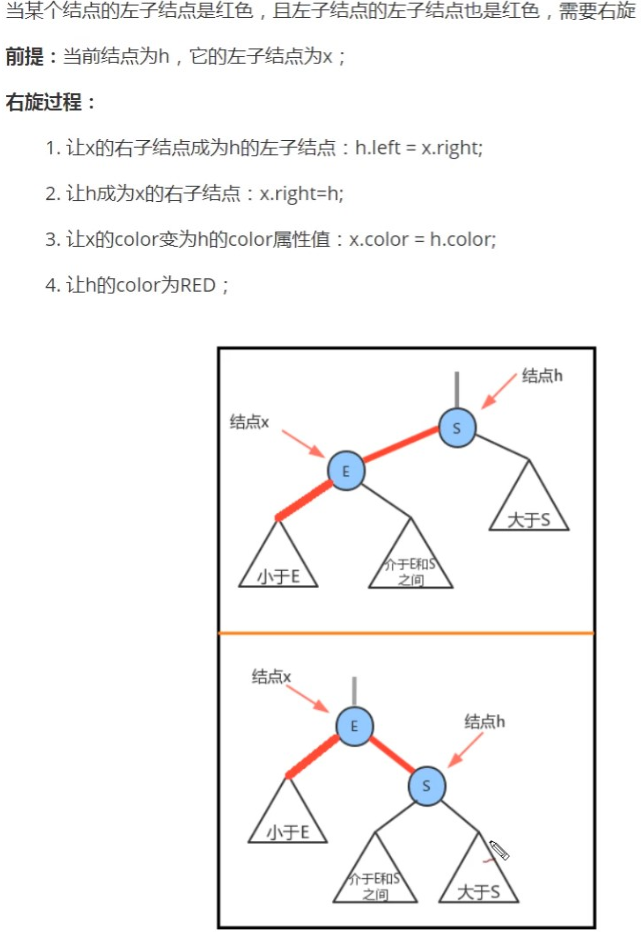 当某个结点的左子结点是红色，且左子结点的左子结点也是红色，需要右旋
前提：当前结点为h，它的左子结点为x；
右旋过程：
1. 让x的右子结点成为h的左子结点：h.left = x.right;
2. 让h成为x的右子结点：x.right=h;
3. 让x的color变为h的color属性值：x.color = h.color;
4. 让h的color为RED；
结点h
结点x
S
E
大于S
小于E
介于E和S
之间
结点x
结点h
E
S
小于E
介于E和S
之间
大于S